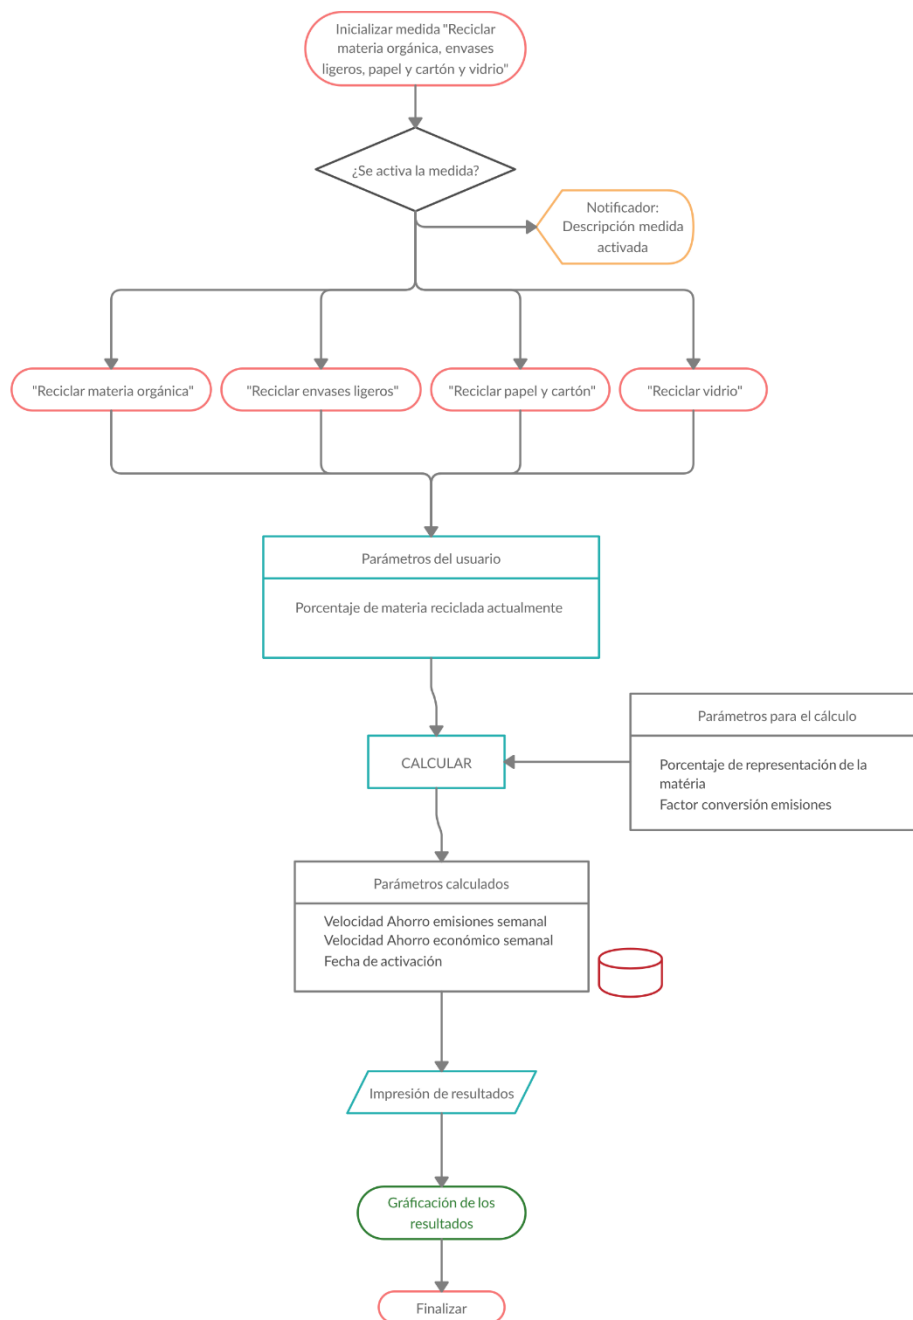 Inicializar medida "Reciclar
materia orgánica, envases
ligeros, papel y cartón y vidrio"
¿Se activa la medida?
Notificador:
Descripción medida
activada
"Reciclar materia orgánica"
"Reciclar envases ligeros"
"Reciclar papel y cartón"
"Reciclar vidrio"
Parámetros del usuario
Porcentaje de materia reciclada actualmente
Parámetros para el cálculo
Porcentaje de representación de la
matéria
Factor conversión emisiones
CALCULAR
Parámetros calculados
Velocidad Ahorro emisiones semanal
Velocidad Ahorro económico semanal
Fecha de activación
Impresión de resultados
Gráficación de los
resultados
Finalizar